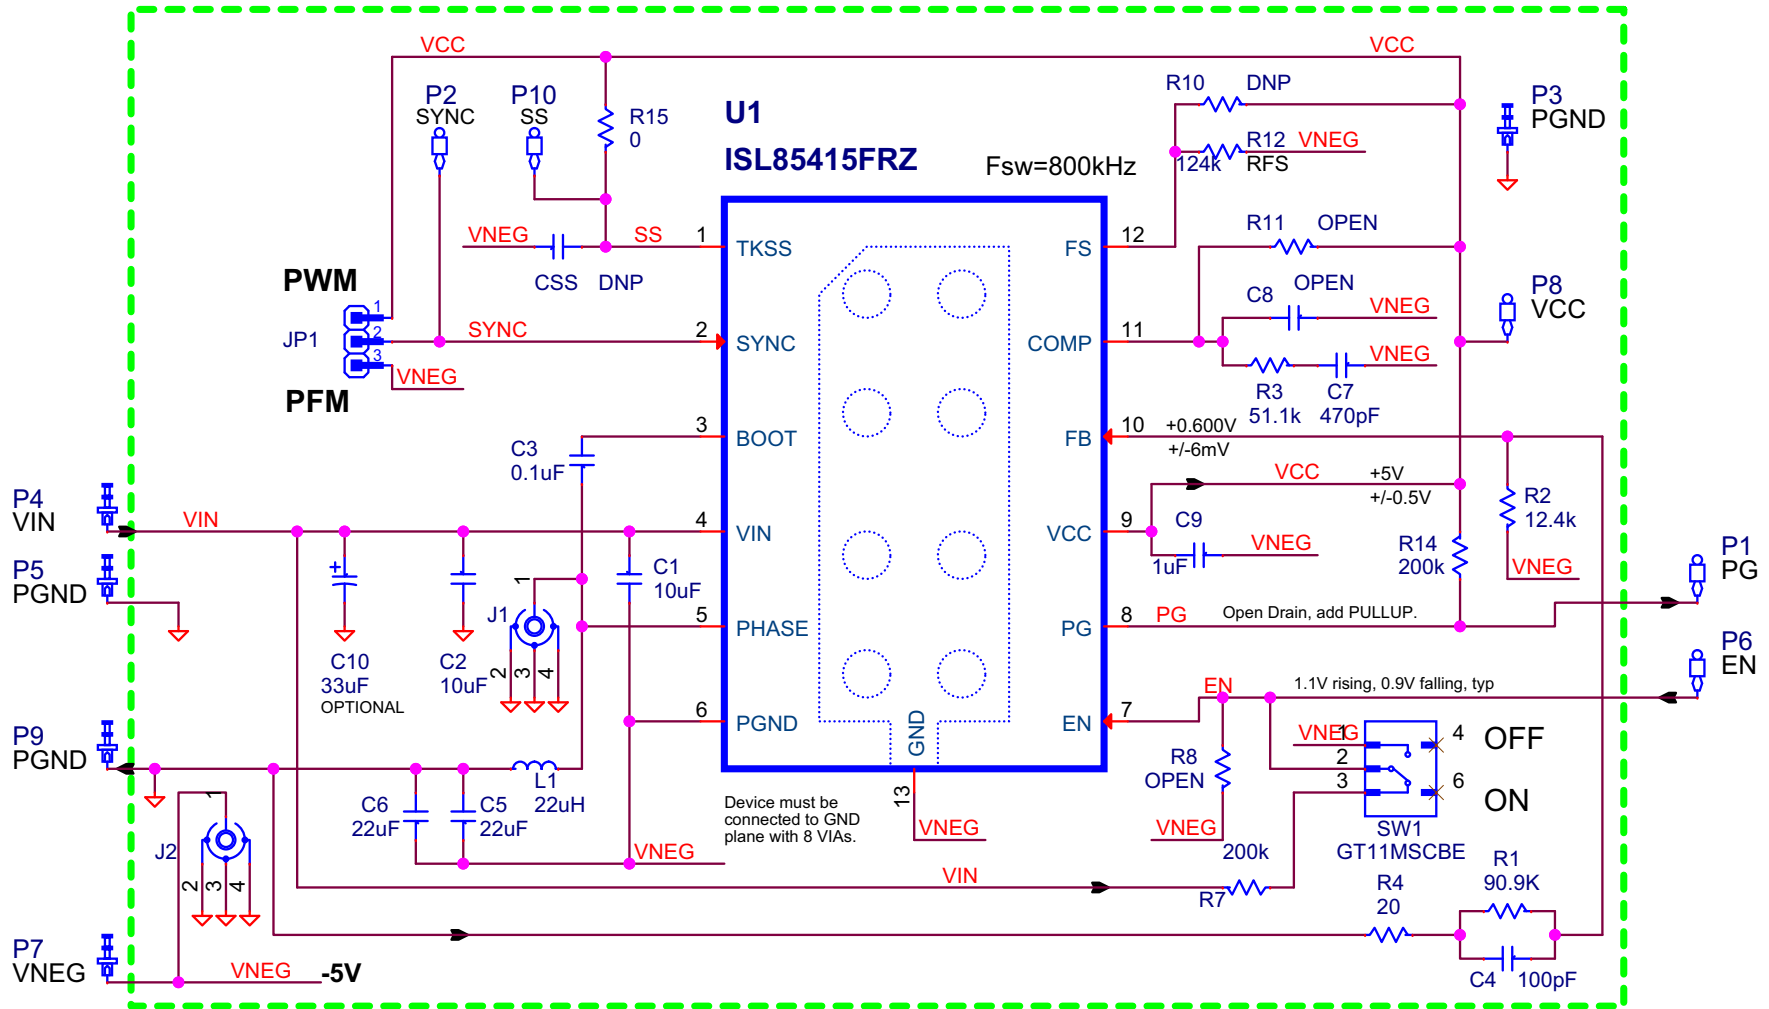 VCC
VCC
P2
SYNC
P10
SS
R15
0
U1
ISL85415FRZ
Fsw=800kHz
R10
DNP
R12
VNEG
124k
RFS
P3
PGND
VNEG
SS
1
TKSS
CSS
DNP
FS
12
R11
OPEN
PWM
JP1
1
2
3
SYNC
2
SYNC
VNEG
PFM
COMP
11
C8
OPEN
VNEG
VNEG
R3
51.1k
C7
470pF
P8
VCC
C3
0.1uF
3
BOOT
FB
10
+0.600V
+/-6mV
VCC
+5V
+/-0.5V
R2
12.4k
VNEG
P4
VIN
VIN
4
VIN
VCC
9
C9
1uF
VNEG
R14
200k
P1
PG
P5
PGND
+
C10
33uF
OPTIONAL
C2
10uF
1
J1
2
3
4
C1
10uF
5
PHASE
PG
8
PG
Open Drain, add PULLUP.
P6
EN
6
PGND
GND
13
EN
7
EN
1.1V rising, 0.9V falling, typ
VNEG
1
2
3
4
OFF
6
ON
SW1
GT11MSCBE
R8
OPEN
VNEG
P9
PGND
L1
22uH
C6
22uF
C5
22uF
VNEG
Device must be
connected to GND
plane with 8 VIAs.
VNEG
1
J2
2
3
4
VIN
200k
R7
R4
20
R1
90.9K
C4
100pF
P7
VNEG
VNEG
-5V